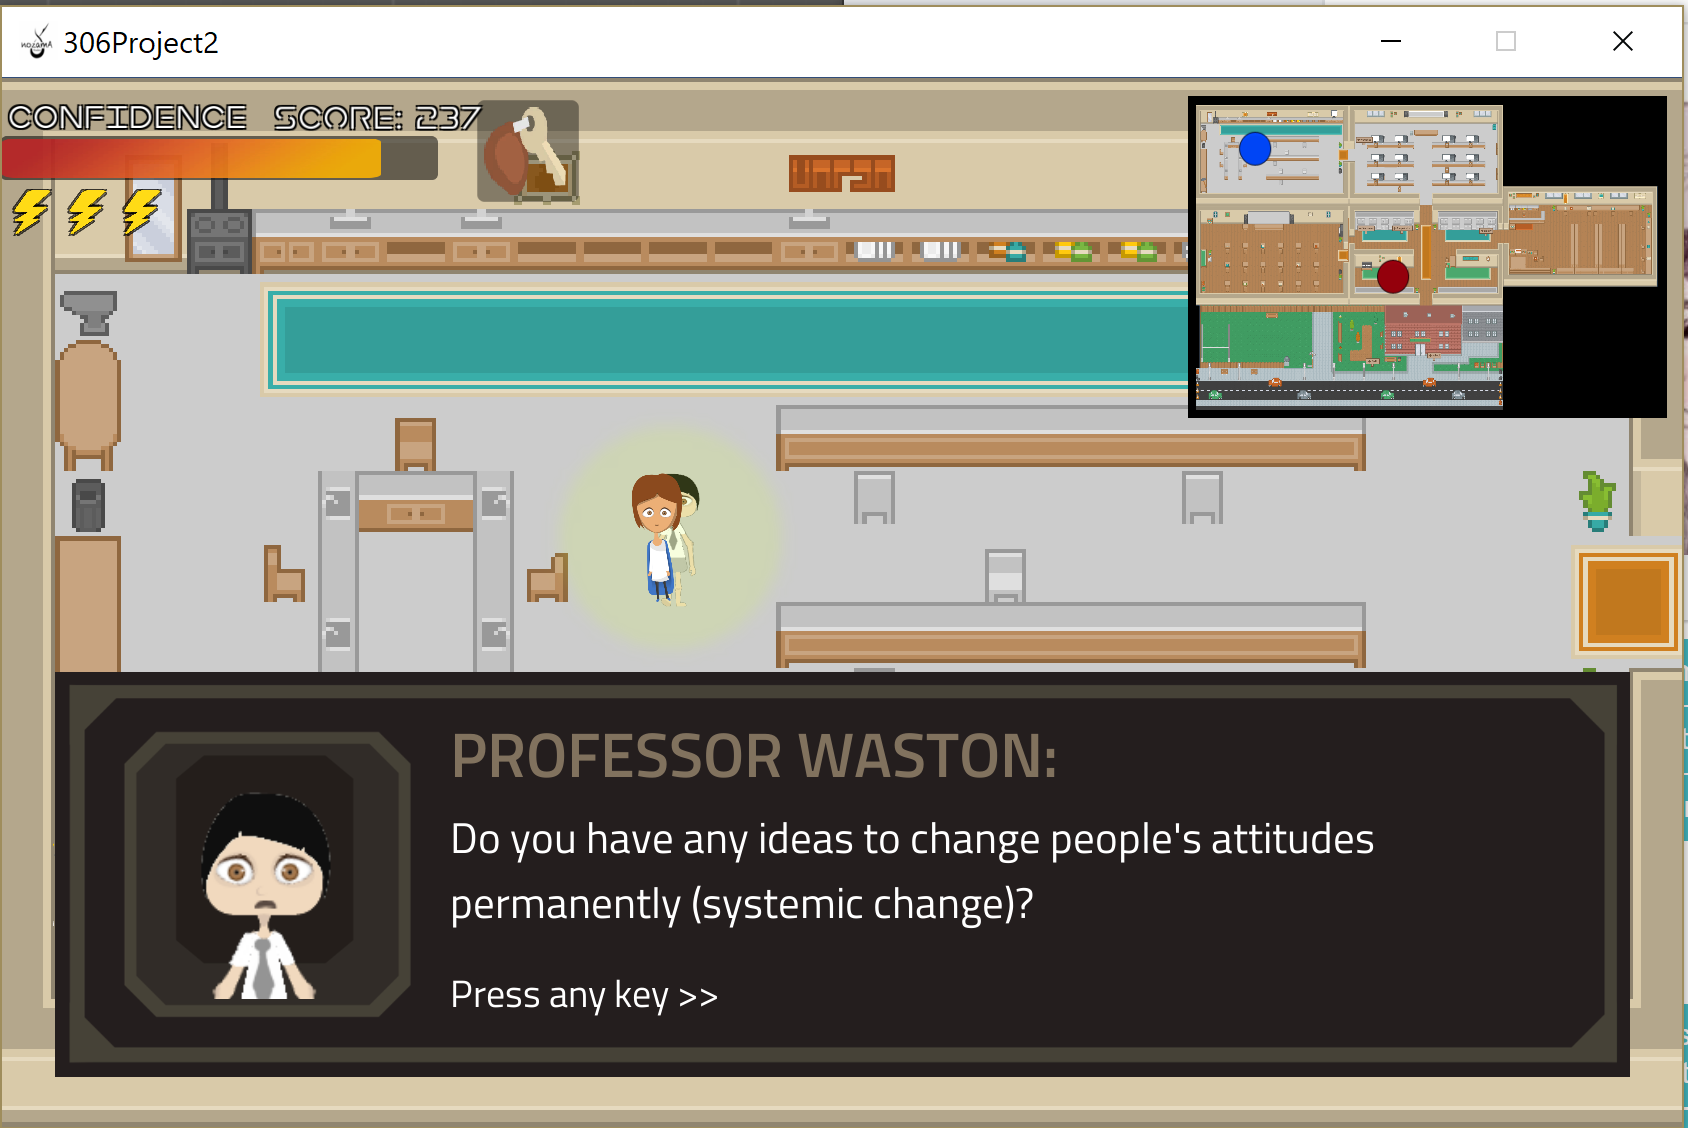 nozamA
306Project2
CONFIDENCE SCORE: 237
PROFESSOR WASTON:
Do you have any ideas to change people's attitudes
permanently (systemic change)?
Press any key >>